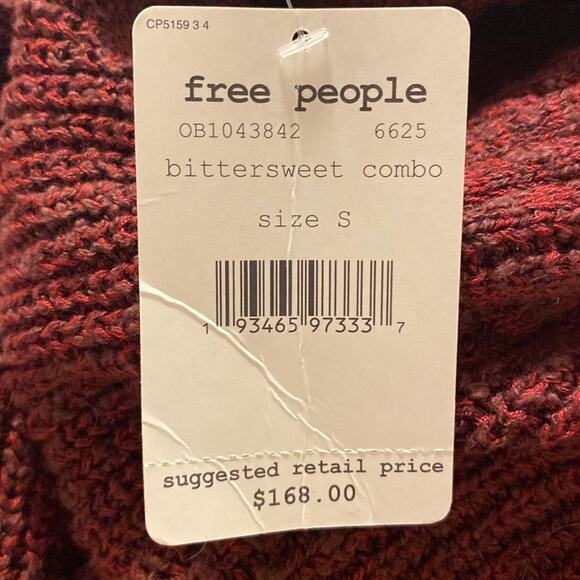 CP5159 3 4
free people
OB1043842 6625
bittersweet combo
size S
1 93465 97333 7
suggested retail price
$168.00